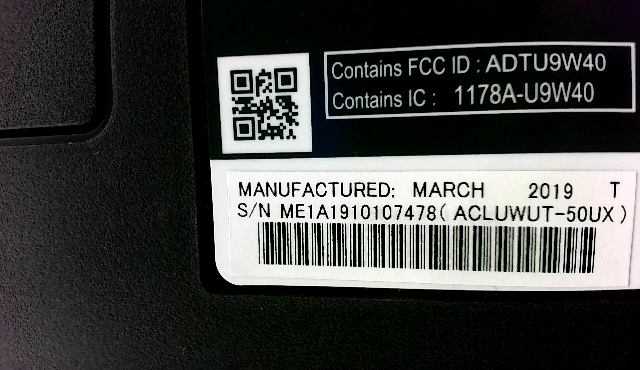 Contains FCC ID : ADTU9W40
Contains IC : 1178A-U9W40
MANUFACTURED: MARCH 2019 T
S/N ME1A1910107478( ACLUWUT-50UX )